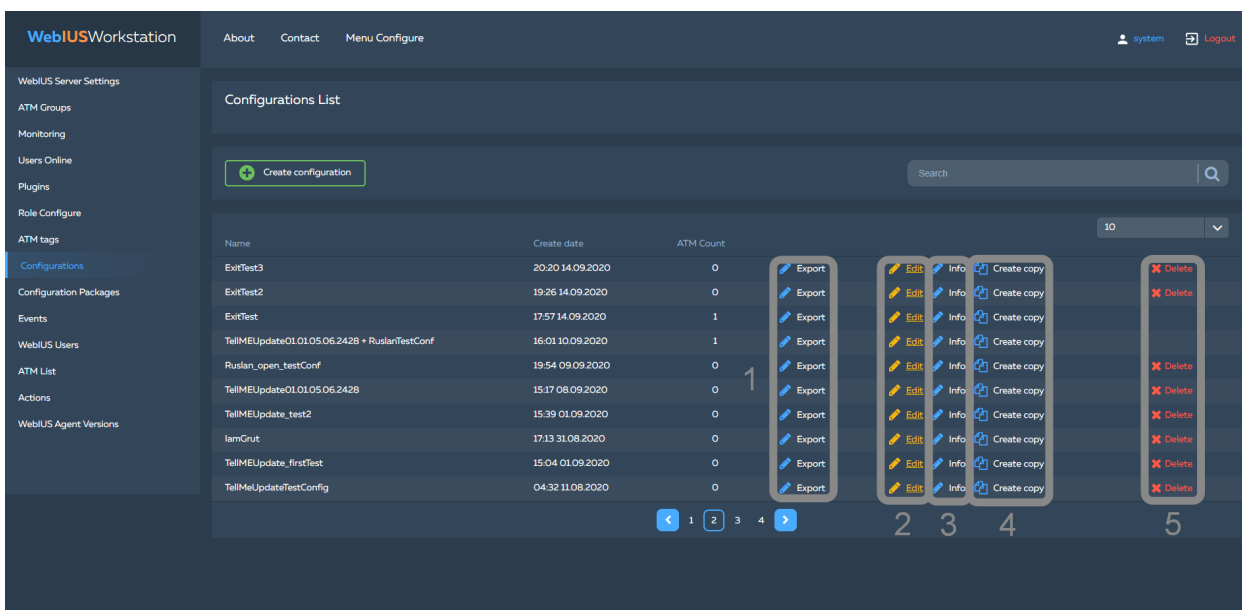 WebIUSWorkstation
About Contact Menu Configure
system Logout
WebIUS Server Settings
ATM Groups
Monitoring
Users Online
Plugins
Role Configure
ATM tags
Configurations
Configuration Packages
Events
WebIUS Users
ATM List
Actions
WebIUS Agent Versions
Configurations List
Create configuration
Search
10
Name Create date ATM Count
ExitTest3 20:20 14.09.2020 0 Export Edit Info Create copy Delete
ExitTest2 19:26 14.09.2020 0 Export Edit Info Create copy Delete
ExitTest 17:57 14.09.2020 1 Export Edit Info Create copy
TellMEUpdate01.01.05.06.2428 + RuslanTestConf 16:01 10.09.2020 1 Export Edit Info Create copy
Ruslan_open_testConf 19:54 09.09.2020 0 Export Edit Info Create copy Delete
TellMEUpdate01.01.05.06.2428 15:17 08.09.2020 0 Export Edit Info Create copy Delete
TellMEUpdate_test2 15:39 01.09.2020 0 Export Edit Info Create copy Delete
IamGrut 17:13 31.08.2020 0 Export Edit Info Create copy Delete
TellMEUpdate_firstTest 15:04 01.09.2020 0 Export Edit Info Create copy Delete
TellMeUpdateTestConfig 04:32 11.08.2020 0 Export Edit Info Create copy Delete
1 2 3 4
1 2 3 4 5